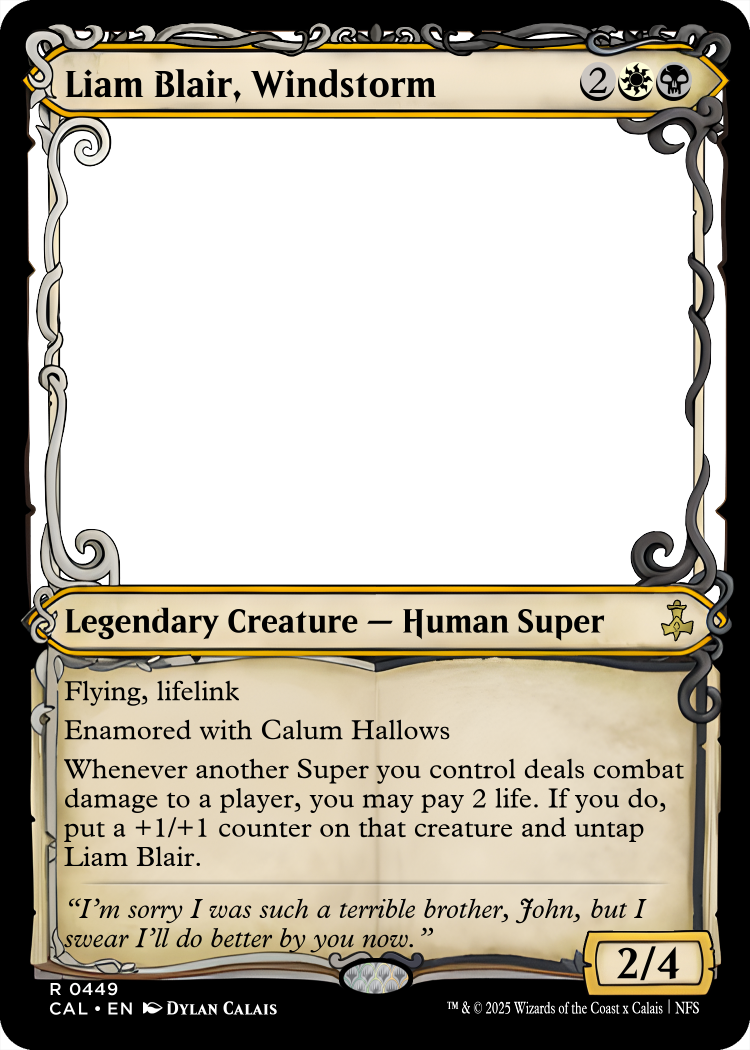 Liam Blair, Windstorm 2
Legendary Creature — Human Super
Flying, lifelink
Enamored with Calum Hallows
Whenever another Super you control deals combat
damage to a player, you may pay 2 life. If you do,
put a +1/+1 counter on that creature and untap
Liam Blair.
“I’m sorry I was such a terrible brother, John, but I
swear I’ll do better by you now.”
2/4
R 0449
CAL • EN Dylan Calais
™ & © 2025 Wizards of the Coast x Calais | NFS